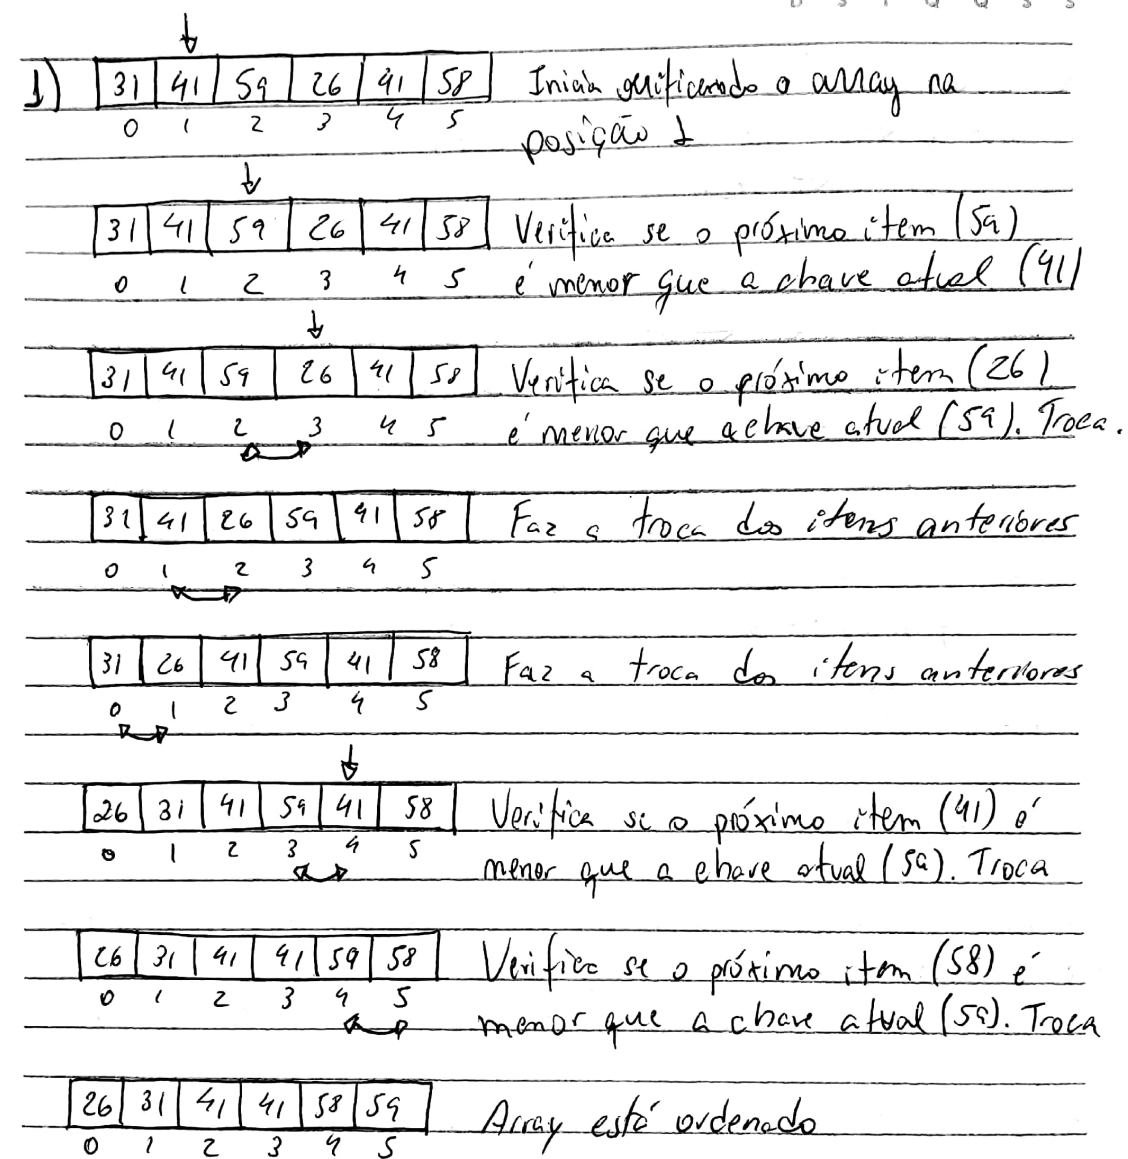 D S T Q Q S S
1) 31 41 59 26 41 58 Inicia verificando o array na
0 1 2 3 4 5 posição 1
31 41 59 26 41 58 Verifica se o próximo item (59)
0 1 2 3 4 5 é menor que a chave atual (41)
31 41 59 26 41 58 Verifica se o próximo item (26)
0 1 2 3 4 5 é menor que a chave atual (59). Troca.
31 41 26 59 41 58 Faz a troca dos itens anteriores
0 1 2 3 4 5
31 26 41 59 41 58 Faz a troca dos itens anteriores
0 1 2 3 4 5
26 31 41 59 41 58 Verifica se o próximo item (41) é
0 1 2 3 4 5 menor que a chave atual (59). Troca
26 31 41 41 59 58 Verifica se o próximo item (58) é
0 1 2 3 4 5 menor que a chave atual (59). Troca
26 31 41 41 58 59 Array está ordenado
0 1 2 3 4 5